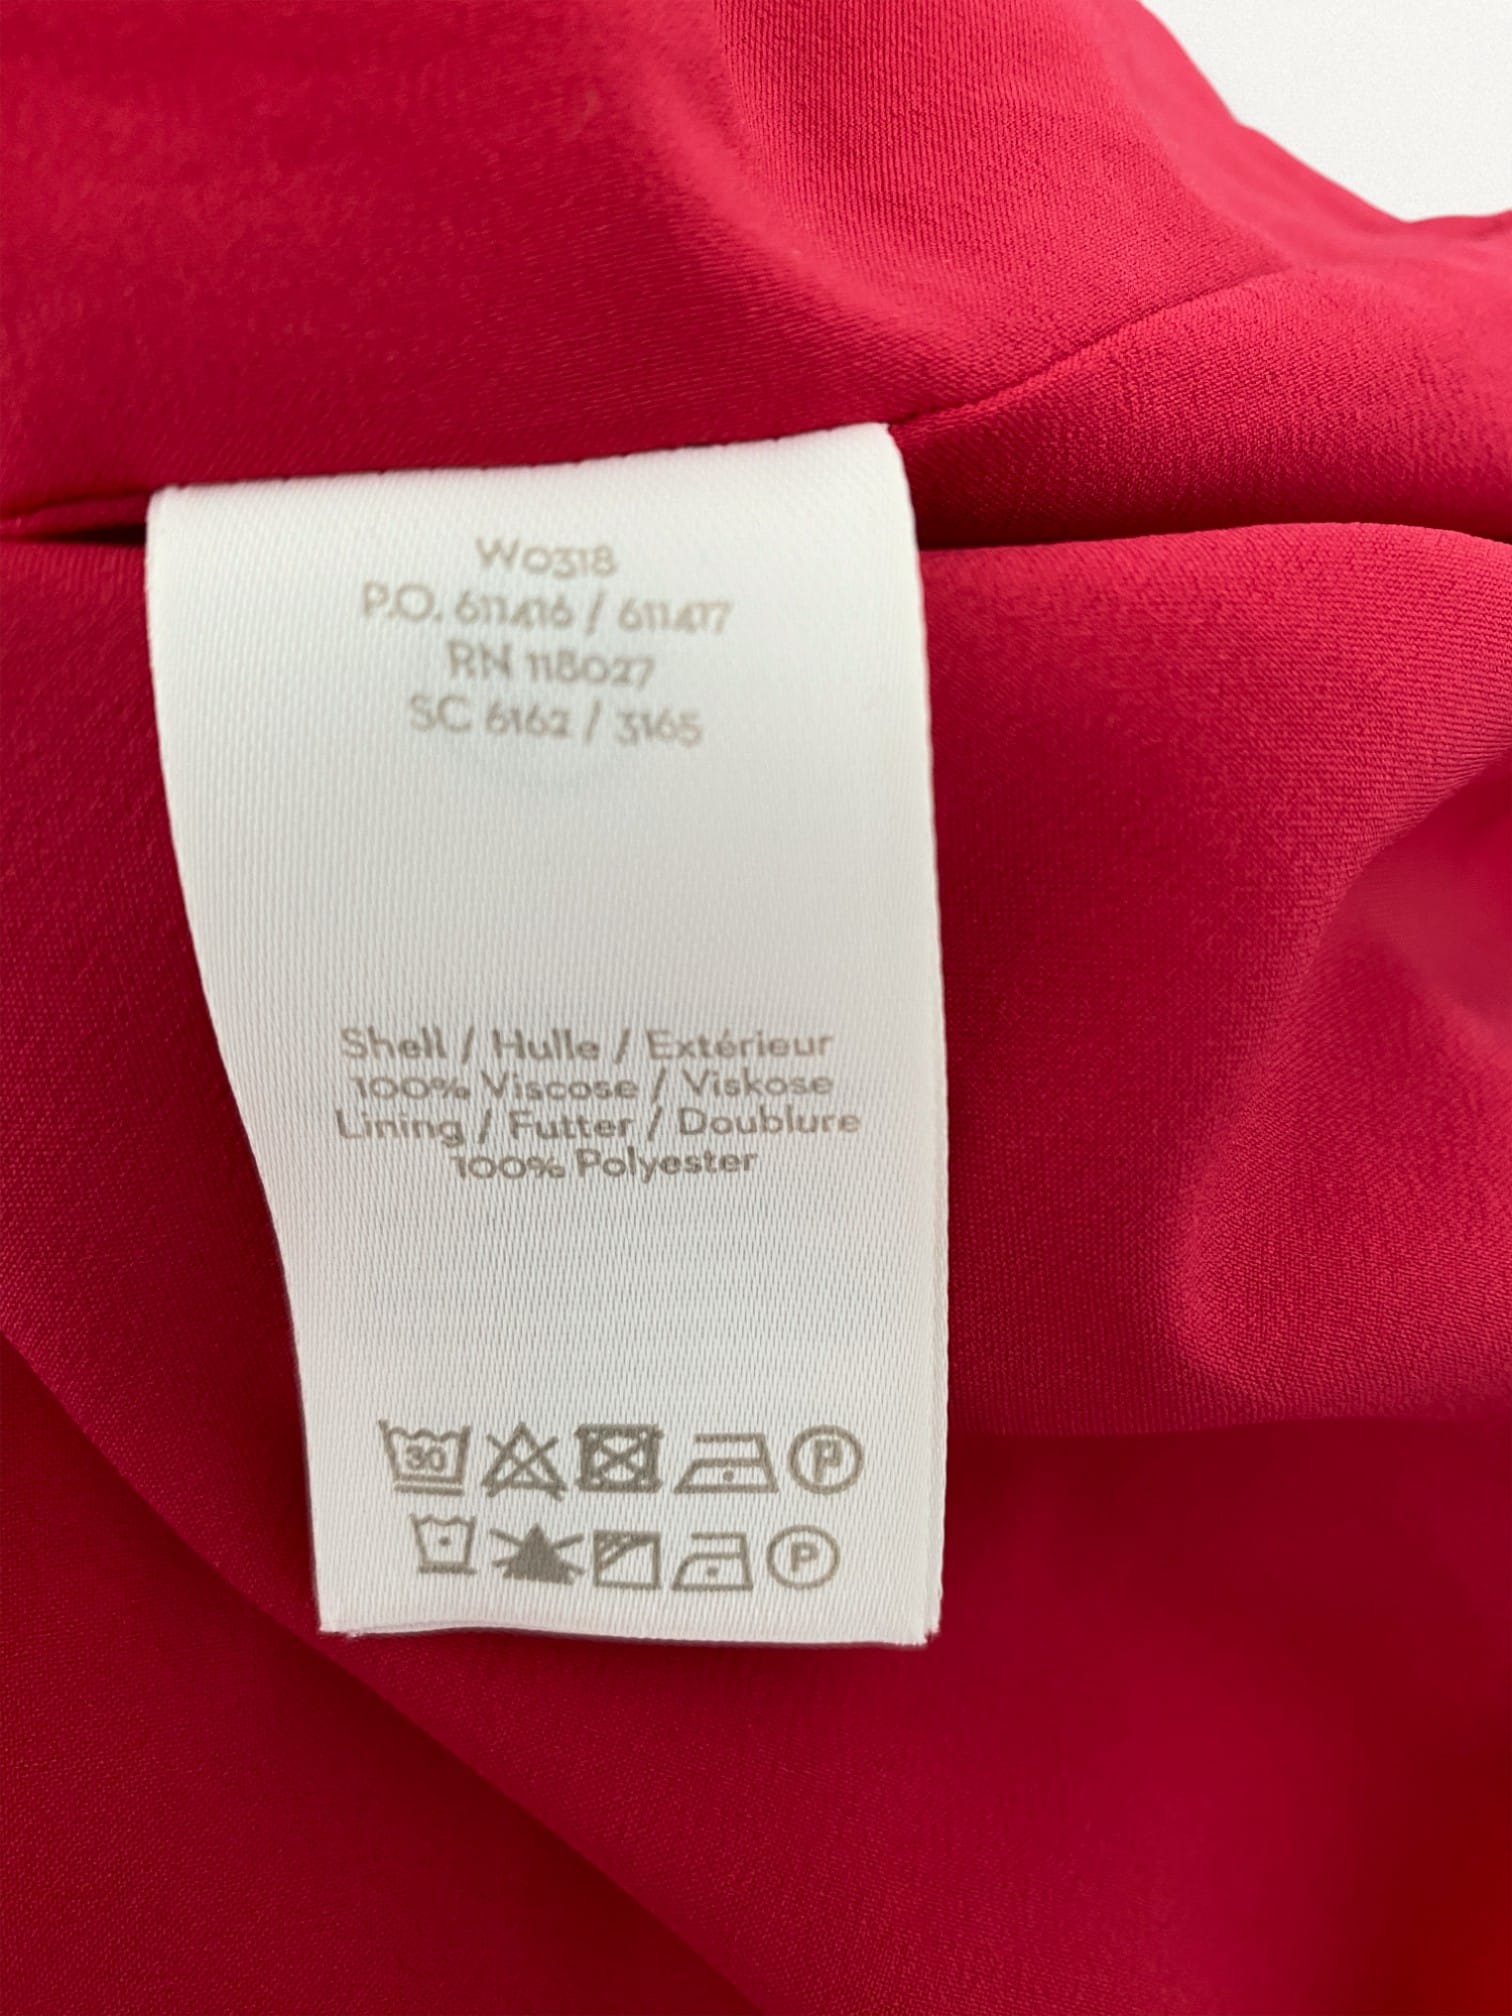 W0318
P.O. 611416 / 611477
RN 118027
SC 6162 / 3165
Shell / Hulle / Extérieur
100% Viscose / Viskose
Lining / Futter / Doublure
100% Polyester
30 P
P